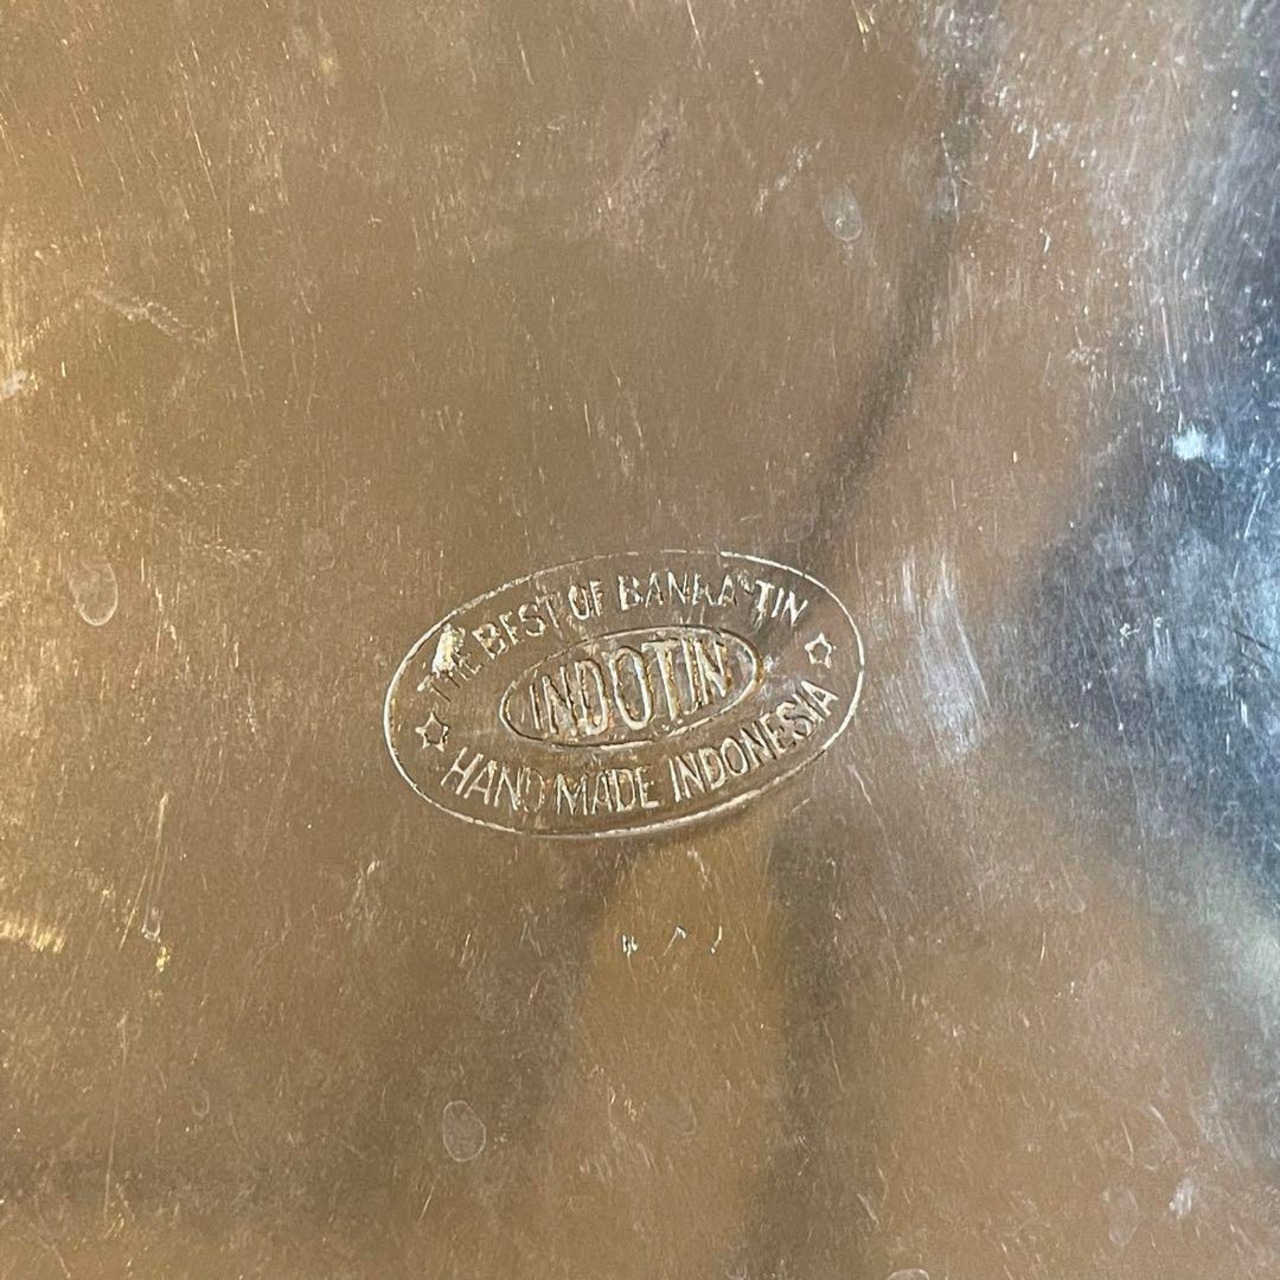 THE BEST OF BANKA TIN
INDOTIN
HAND MADE INDONESIA